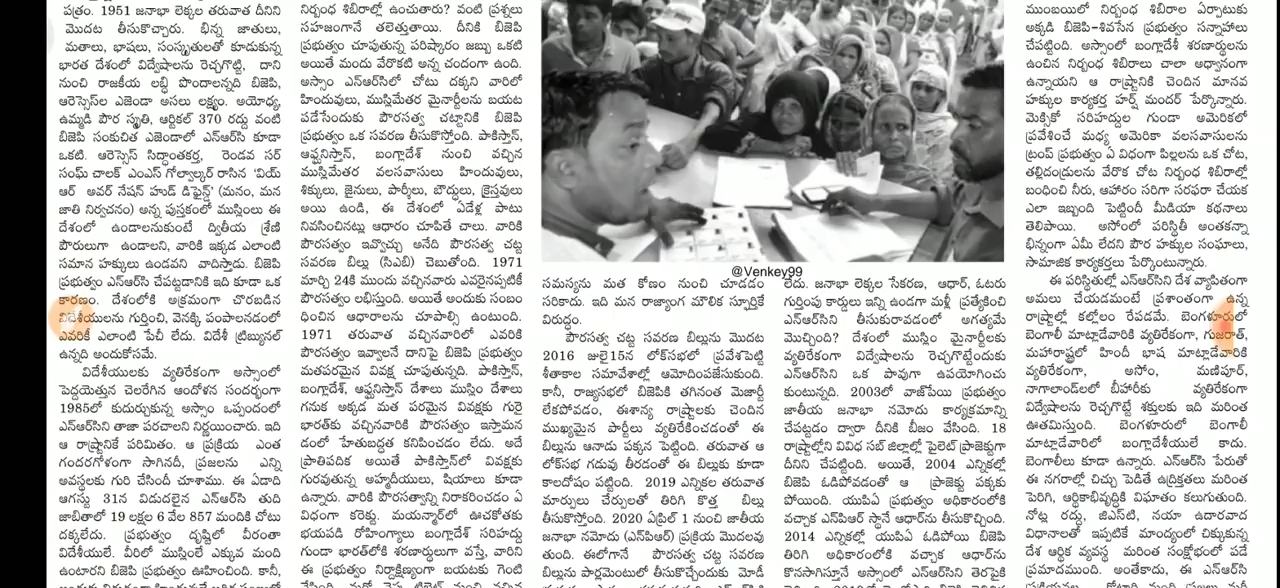 పత్రం. 1951 జనాభా లెక్కల తరువాత దీనిని
మొదట తీసుకొచ్చారు. భిన్న జాతులు,
మతాలు, భాషలు, సంస్కృతులతో కూడుకున్న
భారత దేశంలో విద్వేషాలను రెచ్చగొట్టి, దాని
నుంచి రాజకీయ లబ్ధి పొందాలన్నది బిజెపి,
ఆరెస్సెస్‌ల ఎజెండా అసలు లక్ష్యం. అయోధ్య,
ఉమ్మడి పౌర స్మృతి, ఆర్టికల్ 370 రద్దు వంటి
బిజెపి సంకుచిత ఎజెండాలో ఎన్ఆర్‌సి కూడా
ఒకటి. ఆరెస్సెస్ సిద్ధాంతకర్త, రెండవ సర్
సంఘ్ చాలక్ ఎంఎస్ గోల్వాల్కర్ రాసిన 'వియ్
ఆర్ అవర్ నేషన్ హుడ్ డిఫైన్డ్' (మనం, మన
జాతి నిర్వచనం) అన్న పుస్తకంలో ముస్లింలు ఈ
దేశంలో ఉండాలనుకుంటే ద్వితీయ శ్రేణి
పౌరులుగా ఉండాలని, వారికి ఇక్కడ ఎలాంటి
సమాన హక్కులు ఉండవని వాదిస్తాడు. బిజెపి
ప్రభుత్వం ఎన్ఆర్‌సి చేపట్టడానికి ఇది కూడా ఒక
కారణం. దేశంలోకి అక్రమంగా చొరబడిన
విదేశీయులను గుర్తించి, వెనక్కి పంపాలనడంలో
ఎవరికీ ఎలాంటి పేచీ లేదు. విదేశీ ట్రిబ్యునల్
ఉన్నది అందుకోసమే.
విదేశీయులకు వ్యతిరేకంగా అస్సాంలో
పెద్దయెత్తున చెలరేగిన ఆందోళన సందర్భంగా
1985లో కుదుర్చుకున్న అస్సాం ఒప్పందంలో
ఎన్ఆర్‌సిని తాజా పరచాలని నిర్ణయించారు. ఇది
ఆ రాష్ట్రానికే పరిమితం. ఆ ప్రక్రియ ఎంత
గందరగోళంగా సాగినదీ, ప్రజలను ఎన్ని
అవస్థలకు గురి చేసిందీ చూశాము. ఈ ఏడాది
ఆగస్టు 31న విడుదలైన ఎన్ఆర్‌సి తుది
జాబితాలో 19 లక్షల 6 వేల 857 మందికి చోటు
దక్కలేదు. ప్రభుత్వం దృష్టిలో వీరంతా
విదేశీయులే. వీరిలో ముస్లింలే ఎక్కువ మంది
ఉంటారని బిజెపి ప్రభుత్వం ఊహించింది. కానీ,
నిర్బంధ శిబిరాల్లో ఉంచుతారు? వంటి ప్రశ్నలు
సహజంగానే తలెత్తుతాయి. దీనికి బిజెపి
ప్రభుత్వం చూపుతున్న పరిష్కారం జబ్బు ఒకటి
అయితే మందు వేరొకటి అన్న చందంగా ఉంది.
అస్సాం ఎన్ఆర్‌సిలో చోటు దక్కని వారిలో
హిందువులు, ముస్లిమేతర మైనార్టీలను బయట
పడేసేందుకు పౌరసత్వ చట్టానికి బిజెపి
ప్రభుత్వం ఒక సవరణ తీసుకొస్తోంది. పాకిస్తాన్,
ఆఫ్ఘనిస్తాన్, బంగ్లాదేశ్ నుంచి వచ్చిన
ముస్లిమేతర వలసవాసులు హిందువులు,
శిక్కులు, జైనులు, పార్శీలు, బౌద్ధులు, క్రైస్తవులు
అయి ఉండి, ఈ దేశంలో ఏడేళ్ల పాటు
నివసించినట్లు ఆధారం చూపితే చాలు. వారికి
పౌరసత్వం ఇవ్వొచ్చు అనేది పౌరసత్వ చట్ట
సవరణ బిల్లు (సిఎబి) చెబుతోంది. 1971
మార్చి 24కి ముందు వచ్చినవారు ఎవరైనప్పటికీ
పౌరసత్వం లభిస్తుంది. అయితే అందుకు సంబం
ధించిన ఆధారాలను చూపాల్సి ఉంటుంది.
1971 తరువాత వచ్చినవారిలో ఎవరికి
పౌరసత్వం ఇవ్వాలనే దానిపై బిజెపి ప్రభుత్వం
మతపరమైన వివక్ష చూపుతున్నది. పాకిస్తాన్,
బంగ్లాదేశ్, ఆఫ్ఘనిస్తాన్ దేశాలు ముస్లిం దేశాలు
గనుక అక్కడ మత పరమైన వివక్షకు గురై
భారత్‌కు వచ్చినవారికి పౌరసత్వం ఇస్తామన
డంలో హేతుబద్ధత కనిపించడం లేదు. అదే
ప్రాతిపదిక అయితే పాకిస్తాన్‌లో వివక్షకు
గురవుతున్న అహ్మదీయులు, షియాలు కూడా
ఉన్నారు. వారికి పౌరసత్వాన్ని నిరాకరించడం ఏ
విధంగా కరెక్టు. మయన్మార్‌లో ఊచకోతకు
భయపడి రోహింగ్యాలు బంగ్లాదేశ్ సరిహద్దు
గుండా భారత్‌లోకి శరణార్థులుగా వస్తే, వారిని
ఈ ప్రభుత్వం నిర్దాక్షిణ్యంగా బయటకు గెంటి
@Venkey99
సమస్యను మత కోణం నుంచి చూడడం
సరికాదు. ఇది మన రాజ్యాంగ మౌలిక స్ఫూర్తికే
విరుద్ధం.
పౌరసత్వ చట్ట సవరణ బిల్లును మొదట
2016 జులై15న లోక్‌సభలో ప్రవేశపెట్టి
శీతాకాల సమావేశాల్లో ఆమోదింపజేసుకుంది.
కానీ, రాజ్యసభలో బిజెపికి తగినంత మెజార్టీ
లేకపోవడం, ఈశాన్య రాష్ట్రాలకు చెందిన
ముఖ్యమైన పార్టీలు వ్యతిరేకించడంతో ఈ
బిల్లును ఆనాడు పక్కన పెట్టింది. తరువాత ఆ
లోక్‌సభ గడువు తీరడంతో ఈ బిల్లుకు కూడా
కాలదోషం పట్టింది. 2019 ఎన్నికల తరువాత
మార్పులు చేర్పులతో తిరిగి కొత్త బిల్లు
తీసుకొస్తోంది. 2020 ఏప్రిల్ 1 నుంచి జాతీయ
జనాభా నమోదు (ఎన్‌పిఆర్) ప్రక్రియ మొదలవు
తుంది. ఈలోగానే పౌరసత్వ చట్ట సవరణ
బిల్లును పార్లమెంటులో తీసుకొచ్చేందుకు మోడీ
లేదు. జనాభా లెక్కల సేకరణ, ఆధార్, ఓటరు
గుర్తింపు కార్డులు ఇన్ని ఉండగా మళ్లీ ప్రత్యేకించి
ఎన్ఆర్‌సిని తీసుకురావడంలో అగత్యమే
మొచ్చింది? దేశంలో ముస్లిం మైనార్టీలకు
వ్యతిరేకంగా విద్వేషాలను రెచ్చగొట్టేందుకు
ఎన్ఆర్‌సిని ఒక పావుగా ఉపయోగించు
కుంటున్నది. 2003లో వాజ్‌పేయి ప్రభుత్వం
జాతీయ జనాభా నమోదు కార్యక్రమాన్ని
చేపట్టడం ద్వారా దీనికి బీజం వేసింది. 18
రాష్ట్రాల్లోని వివిధ సబ్ జిల్లాల్లో పైలెట్ ప్రాజెక్టుగా
దీనిని చేపట్టింది. అయితే, 2004 ఎన్నికల్లో
బిజెపి ఓడిపోవడంతో ఆ ప్రాజెక్టు పక్కకు
పోయింది. యుపిఏ ప్రభుత్వం అధికారంలోకి
వచ్చాక ఎన్‌పిఆర్ స్థానే ఆధార్‌ను తీసుకొచ్చింది.
2014 ఎన్నికల్లో యుపిఏ ఓడిపోయి బిజెపి
తిరిగి అధికారంలోకి వచ్చాక ఆధార్‌ను
కొనసాగిస్తూనే అస్సాంలో ఎన్ఆర్‌సిని తెరపైకి
ముంబయిలో నిర్బంధ శిబిరాల ఏర్పాటుకు
అక్కడి బిజెపి-శివసేన ప్రభుత్వం సన్నాహాలు
చేపట్టింది. అస్సాంలో బంగ్లాదేశీ శరణార్థులను
ఉంచిన నిర్బంధ శిబిరాలు చాలా అధ్వానంగా
ఉన్నాయని ఆ రాష్ట్రానికి చెందిన మానవ
హక్కుల కార్యకర్త హర్ష్ మందర్ పేర్కొన్నారు.
మెక్సికో సరిహద్దుల గుండా అమెరికాలో
ప్రవేశించే మధ్య అమెరికా వలసవాసులను
ట్రంప్ ప్రభుత్వం ఏ విధంగా పిల్లలను ఒక చోట,
తల్లిదండ్రులను వేరొక చోట నిర్బంధ శిబిరాల్లో
బంధించి నీరు, ఆహారం సరిగా సరఫరా చేయక
ఎలా ఇబ్బంది పెట్టిందీ మీడియా కథనాలు
తెలిపాయి. అసోంలో పరిస్థితీ అంతకన్నా
భిన్నంగా ఏమీ లేదని పౌర హక్కుల సంఘాలు,
సామాజిక కార్యకర్తలు పేర్కొంటున్నారు.
ఈ పరిస్థితుల్లో ఎన్ఆర్‌సిని దేశ వ్యాపితంగా
అమలు చేయడమంటే ప్రశాంతంగా ఉన్న
రాష్ట్రాల్లో కల్లోలం రేపడమే. బెంగళూరులో
బెంగాలీ మాట్లాడేవారికి వ్యతిరేకంగా, గుజరాత్,
మహారాష్ట్రలో హిందీ భాష మాట్లాడేవారికి
వ్యతిరేకంగా, అసోం, మణిపూర్,
నాగాలాండ్‌లలో బీహారీకు వ్యతిరేకంగా
విద్వేషాలను రెచ్చగొట్టే శక్తులకు ఇది మరింత
ఊతమిస్తుంది. బెంగళూరులో బెంగాలీ
మాట్లాడేవారిలో బంగ్లాదేశీయులే కాదు.
బెంగాలీలు కూడా ఉన్నారు. ఎన్ఆర్‌సి పేరుతో
ఈ నగరాల్లో చిచ్చు పెడితే ఉద్రిక్తతలు మరింత
పెరిగి, ఆర్థికాభివృద్ధికి విఘాతం కలుగుతుంది.
నోట్ల రద్దు, జిఎస్‌టి, నయా ఉదారవాద
విధానాలతో ఇప్పటికే మాంద్యంలో చిక్కుకున్న
దేశ ఆర్థిక వ్యవస్థ మరింత సంక్షోభంలో పడే
ప్రమాదముంది. అంతేకాదు, ఈ ఎన్ఆర్‌సి